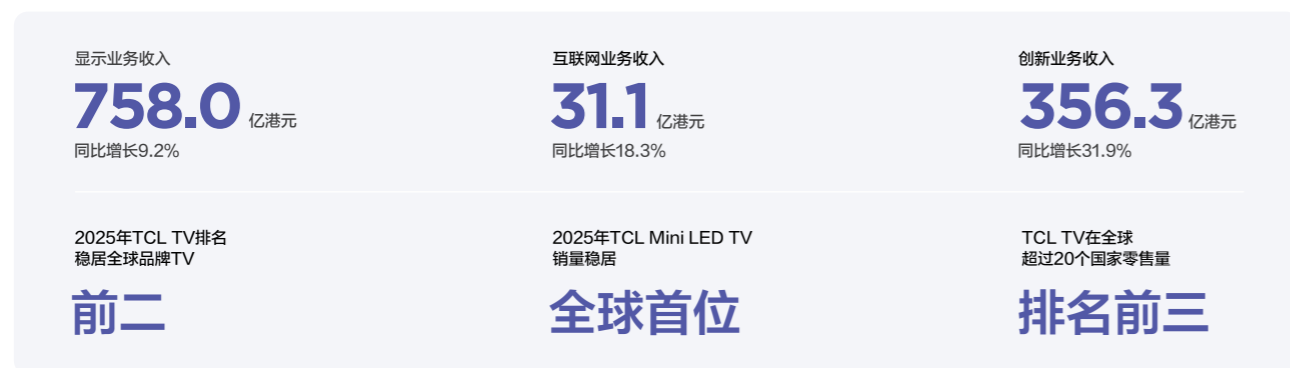 显示业务收入
758.0 亿港元
同比增长9.2%
互联网业务收入
31.1 亿港元
同比增长18.3%
创新业务收入
356.3 亿港元
同比增长31.9%
2025年TCL TV排名
稳居全球品牌TV
前二
2025年TCL Mini LED TV
销量稳居
全球首位
TCL TV在全球
超过20个国家零售量
排名前三